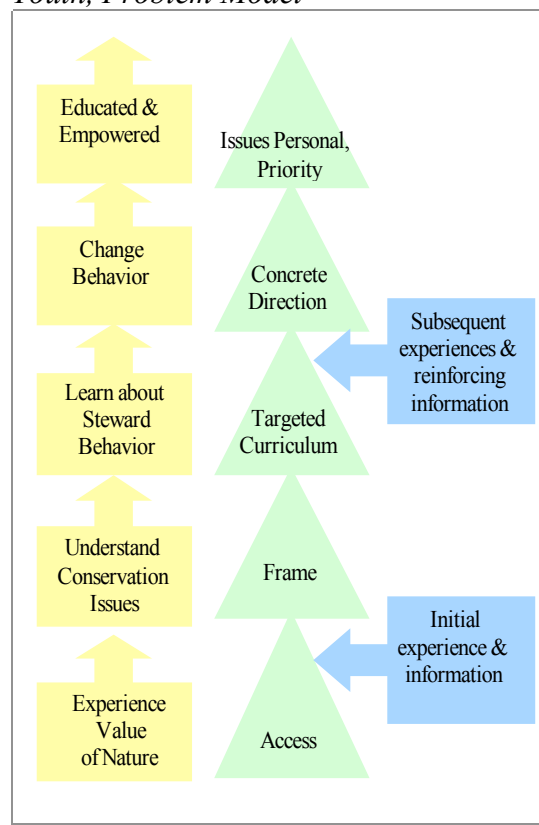 Youth, Problem Model
Educated &
Empowered
Issues Personal,
Priority
Change
Behavior
Concrete
Direction
Subsequent
experiences &
reinforcing
information
Learn about
Steward
Behavior
Targeted
Curriculum
Understand
Conservation
Issues
Frame
Initial
experience &
information
Experience
Value
of Nature
Access